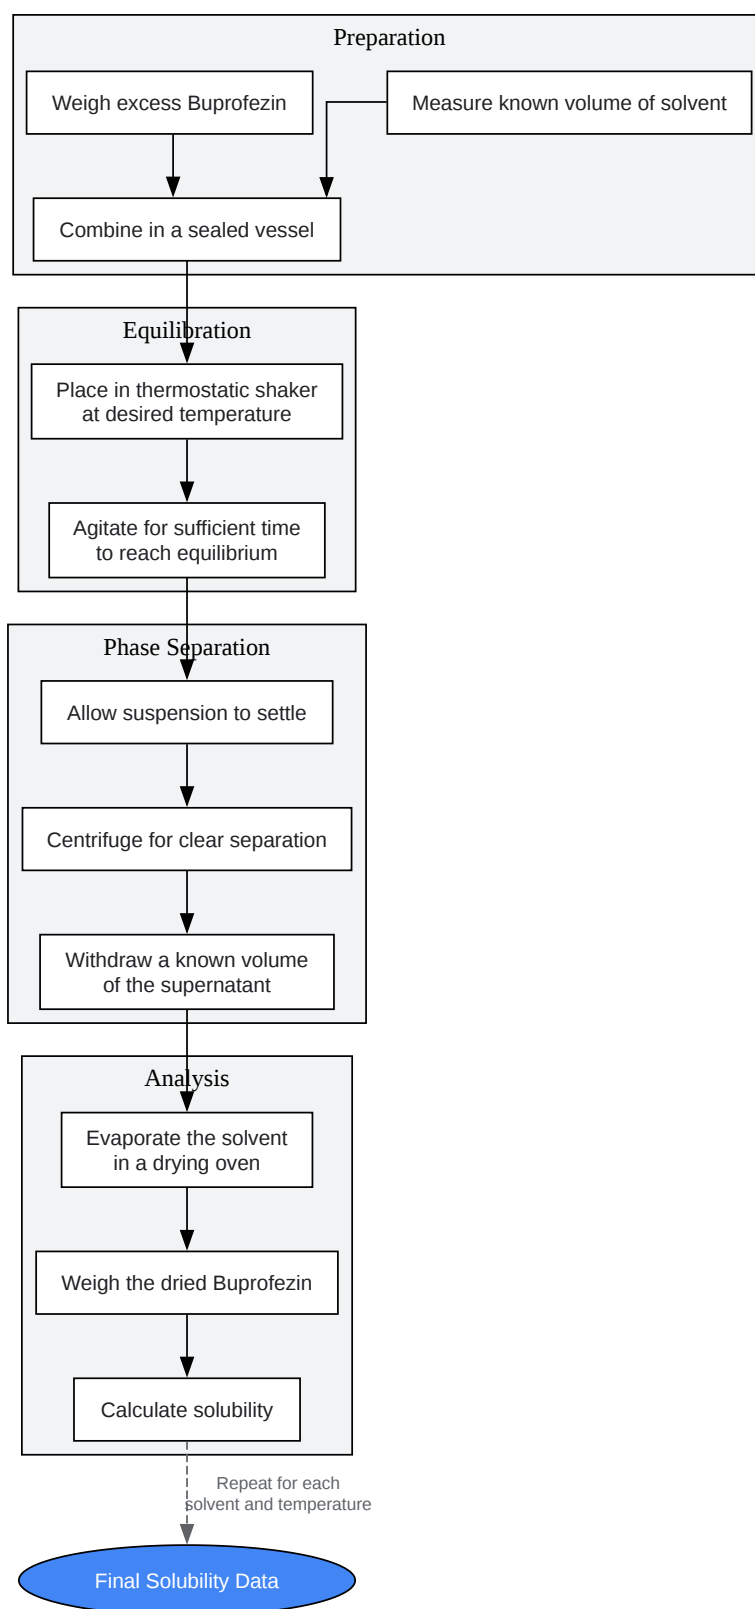 Preparation
Weigh excess Buprofezin
Measure known volume of solvent
Combine in a sealed vessel
Equilibration
Place in thermostatic shaker
at desired temperature
Agitate for sufficient time
to reach equilibrium
Phase Separation
Allow suspension to settle
Centrifuge for clear separation
Withdraw a known volume
of the supernatant
Analysis
Evaporate the solvent
in a drying oven
Weigh the dried Buprofezin
Calculate solubility
Repeat for each
solvent and temperature
Final Solubility Data